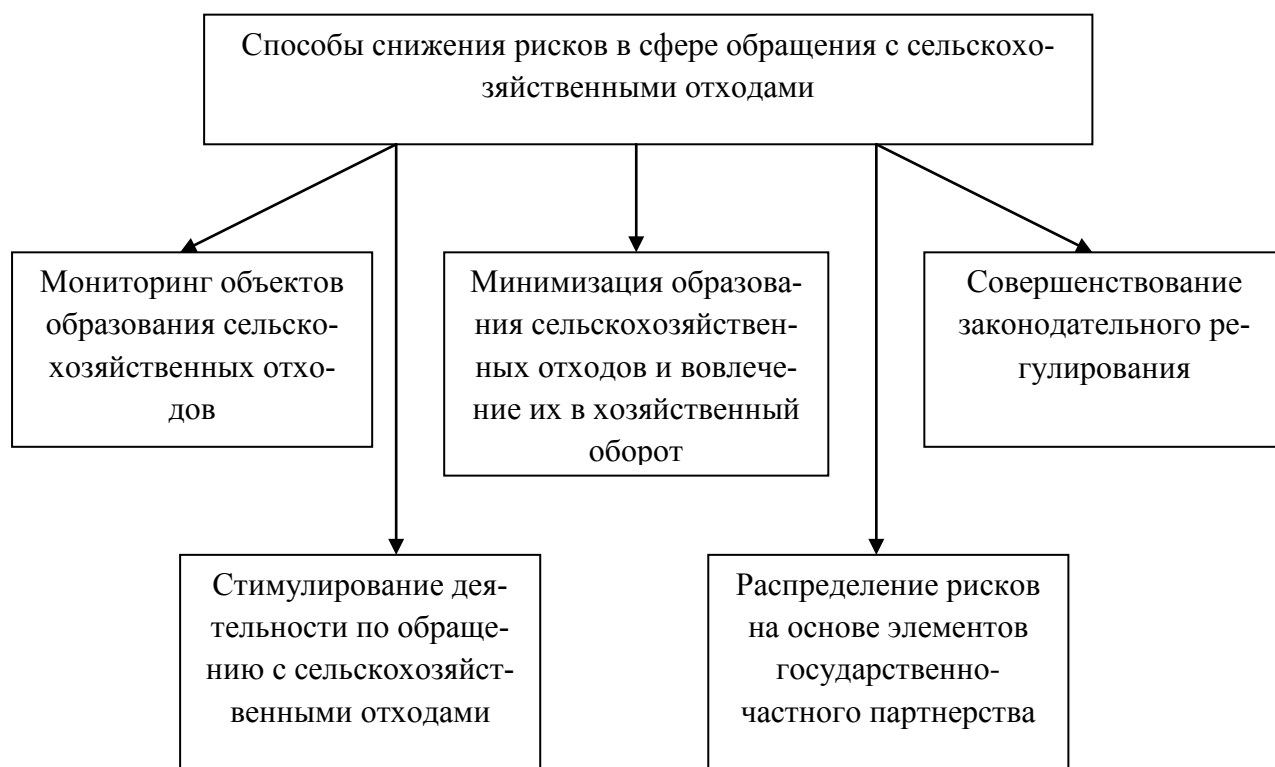 Способы снижения рисков в сфере обращения с сельскохо-
зяйственными отходами
Мониторинг объектов
образования сельско-
хозяйственных отхо-
дов
Минимизация образова-
ния сельскохозяйствен-
ных отходов и вовлече-
ние их в хозяйственный
оборот
Совершенствование
законодательного ре-
гулирования
Стимулирование дея-
тельности по обраще-
нию с сельскохозяйст-
венными отходами
Распределение рисков
на основе элементов
государственно-
частного партнерства